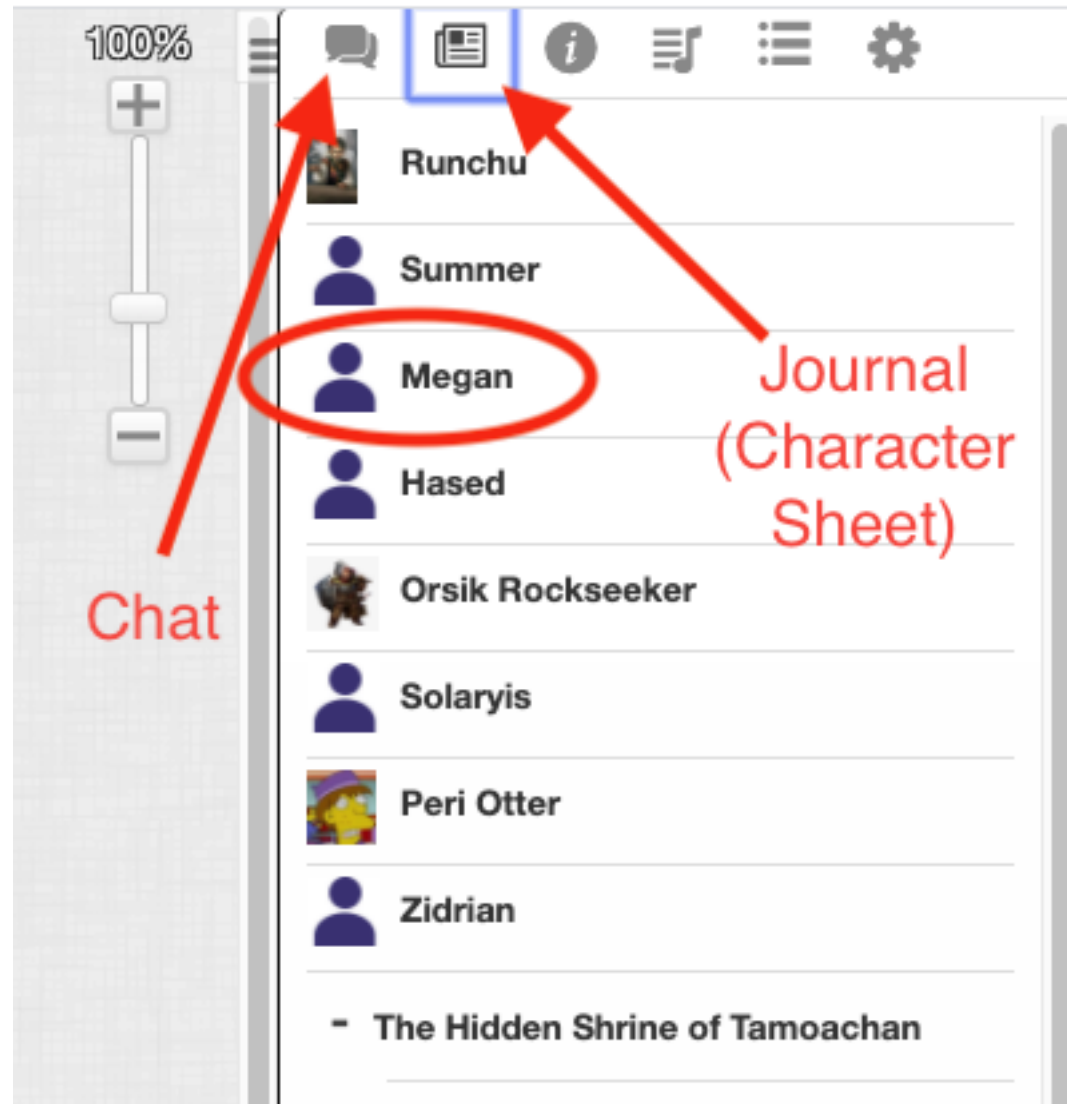 100%
Runchu
Summer
Megan
Journal
(Character
Sheet)
Hased
Orsik Rockseeker
Chat
Solaryis
Peri Otter
Zidrian
- The Hidden Shrine of Tamoachan